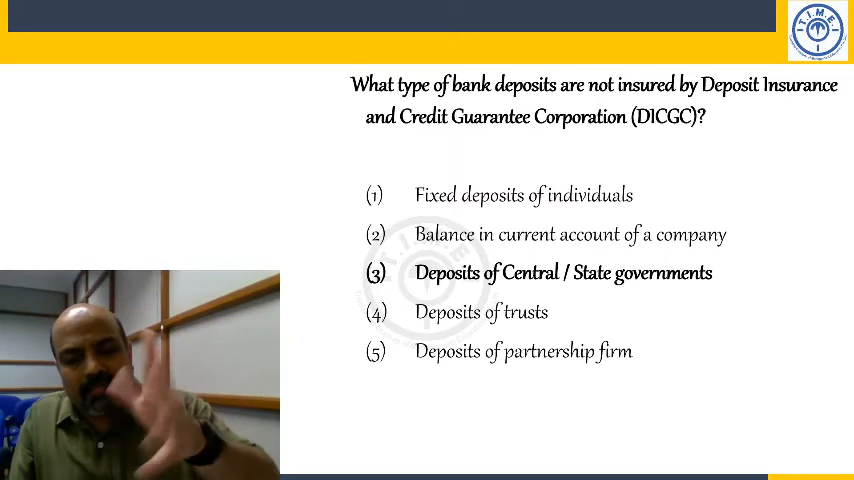 T.I.M.E.
What type of bank deposits are not insured by Deposit Insurance
and Credit Guarantee Corporation (DICGC)?
(1) Fixed deposits of individuals
(2) Balance in current account of a company
(3) Deposits of Central / State governments
(4) Deposits of trusts
(5) Deposits of partnership firm